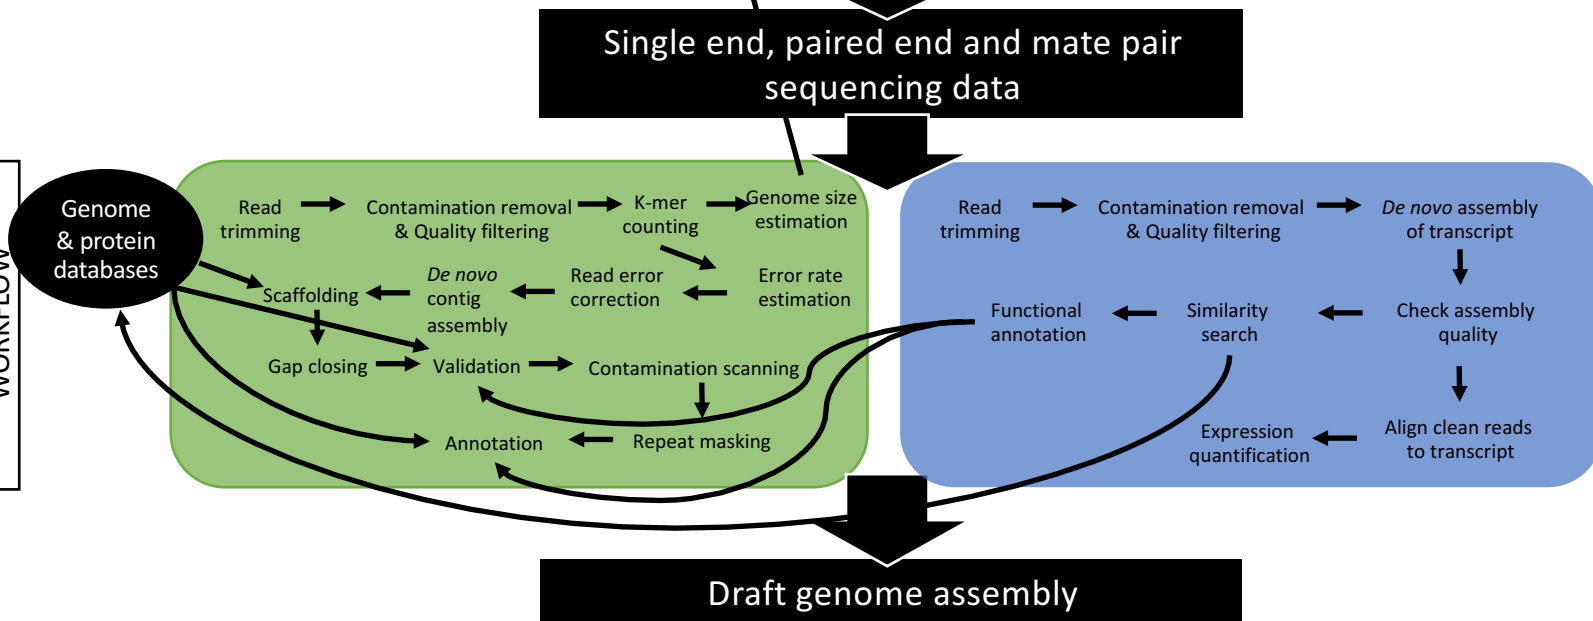 Single end, paired end and mate pair
sequencing data
WORKFLOW
Genome
& protein
databases
Read
trimming
Contamination removal
& Quality filtering
K-mer
counting
Genome size
estimation
Scaffolding
De novo
contig
assembly
Read error
correction
Error rate
estimation
Gap closing
Validation
Contamination scanning
Annotation
Repeat masking
Read
trimming
Contamination removal
& Quality filtering
De novo assembly
of transcript
Functional
annotation
Similarity
search
Check assembly
quality
Expression
quantification
Align clean reads
to transcript
Draft genome assembly